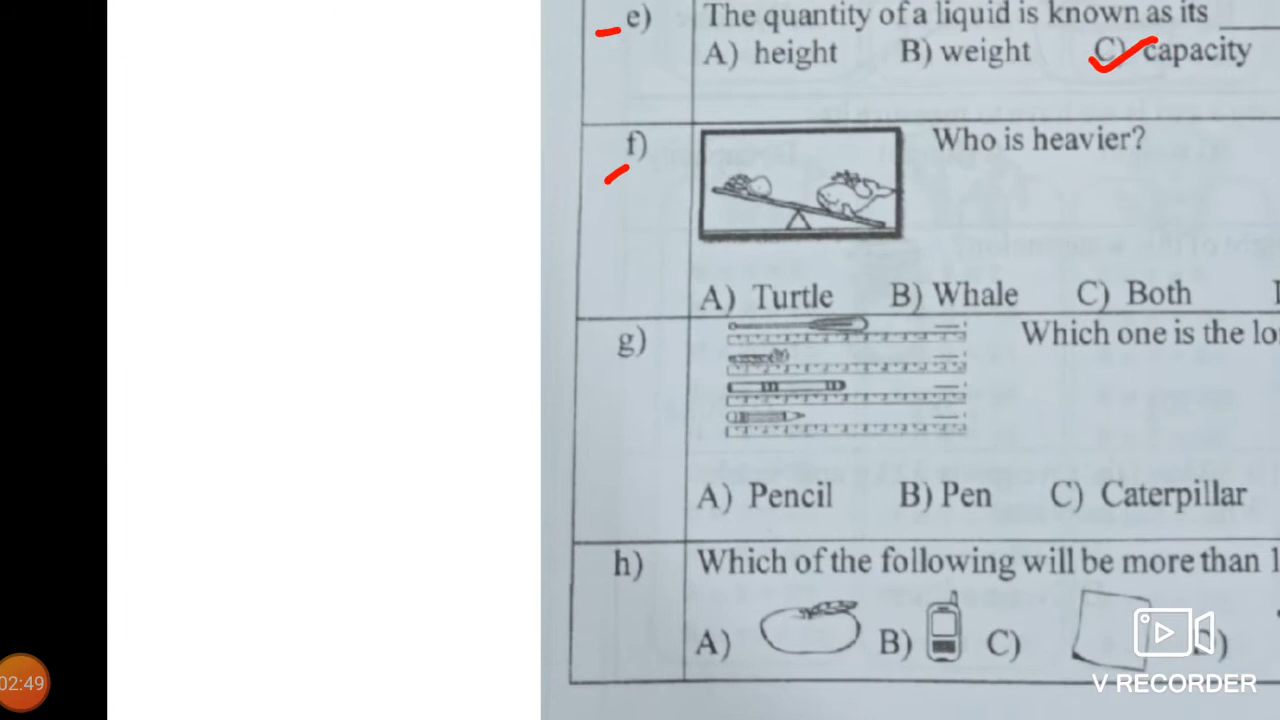 e) The quantity of a liquid is known as its ____
A) height B) weight C) capacity
f) Who is heavier?
A) Turtle B) Whale C) Both
g) Which one is the lo
A) Pencil B) Pen C) Caterpillar
h) Which of the following will be more than 1
A) B) C) D)
V RECORDER
02:49